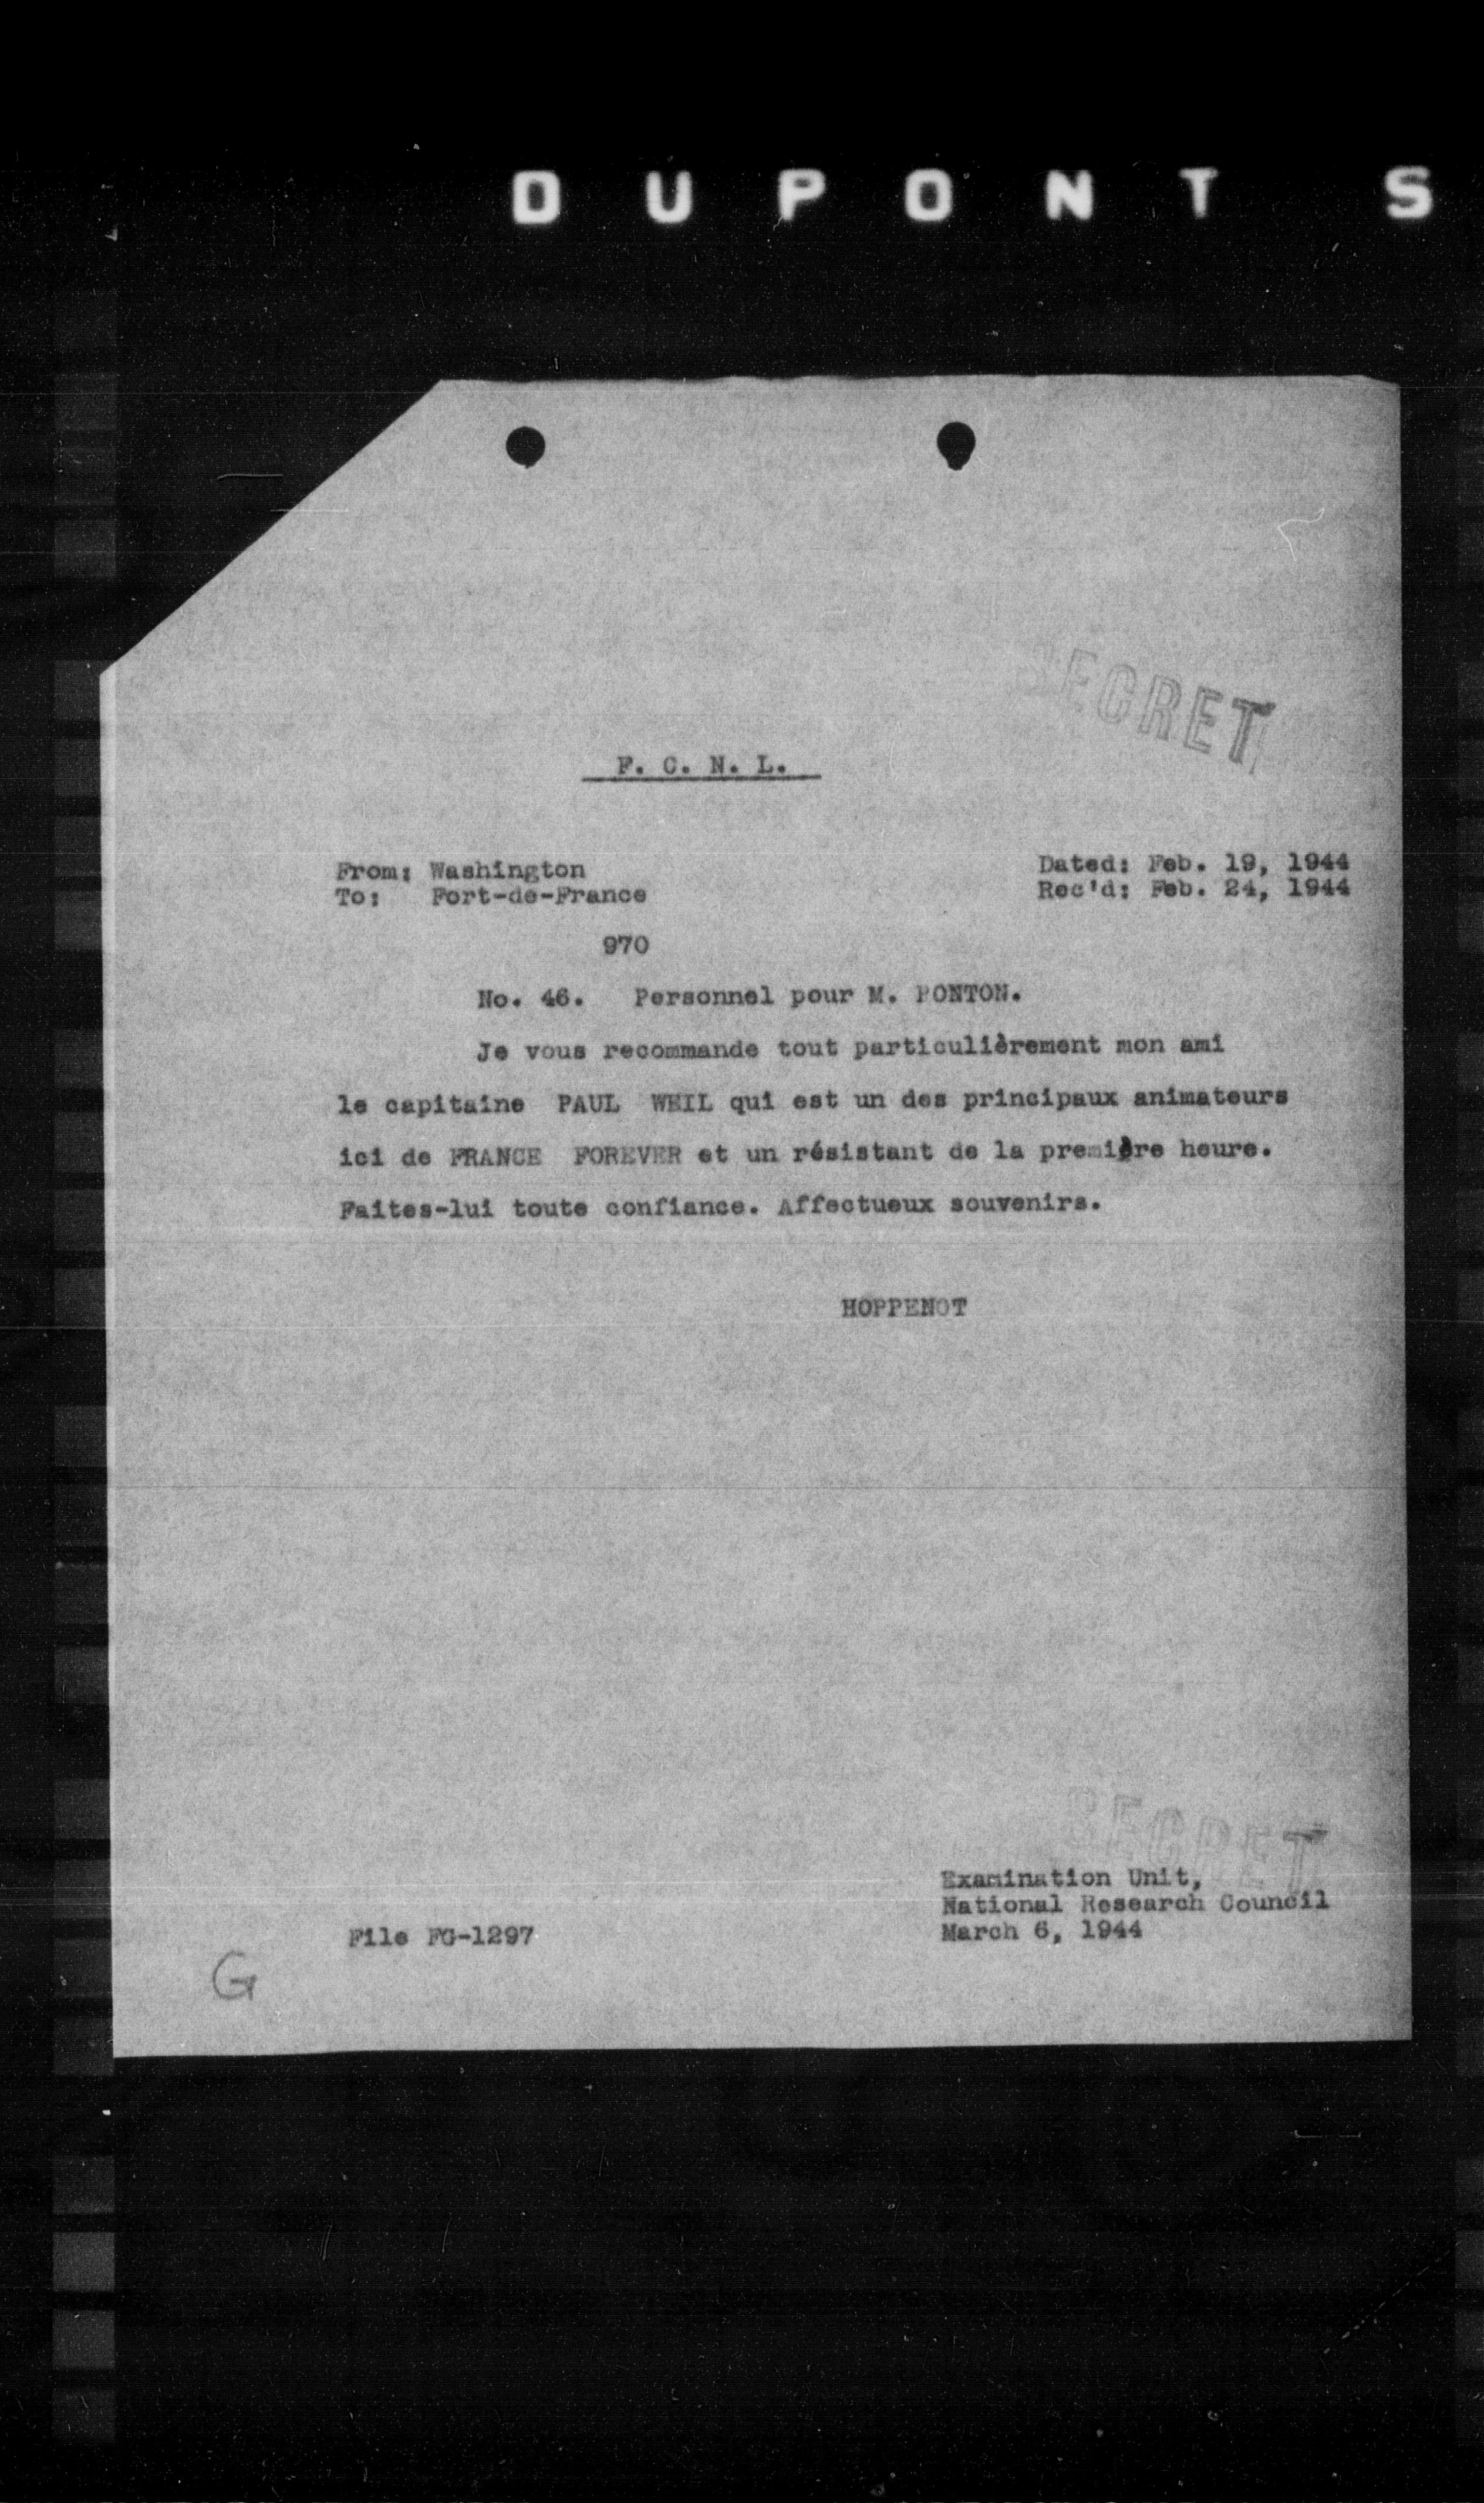 DUPONT S
SECRET
F. C. N. L.
From: Washington
To: Fort-de-France
Dated: Feb. 19, 1944
Rec'd: Feb. 24, 1944
970
No. 46. Personnel pour M. PONTON.
Je vous recommande tout particulièrement mon ami
le capitaine PAUL WEIL qui est un des principaux animateurs
ici de FRANCE FOREVER et un résistant de la première heure.
Faites-lui toute confiance. Affectueux souvenirs.
HOPPENOT
SECRET
Examination Unit,
National Research Council
March 6, 1944
File FG-1297
G